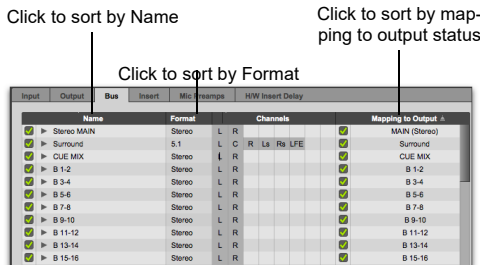 Click to sort by Name
Click to sort by map-
ping to output status
Click to sort by Format
Input Output Bus Insert Mic Preamps H/W Insert Delay
Name Format Channels Mapping to Output
Stereo MAIN Stereo L R MAIN (Stereo)
Surround 5.1 L C R Ls Rs LFE Surround
CUE MIX Stereo L R CUE MIX
B 1-2 Stereo L R B 1-2
B 3-4 Stereo L R B 3-4
B 5-6 Stereo L R B 5-6
B 7-8 Stereo L R B 7-8
B 9-10 Stereo L R B 9-10
B 11-12 Stereo L R B 11-12
B 13-14 Stereo L R B 13-14
B 15-16 Stereo L R B 15-16